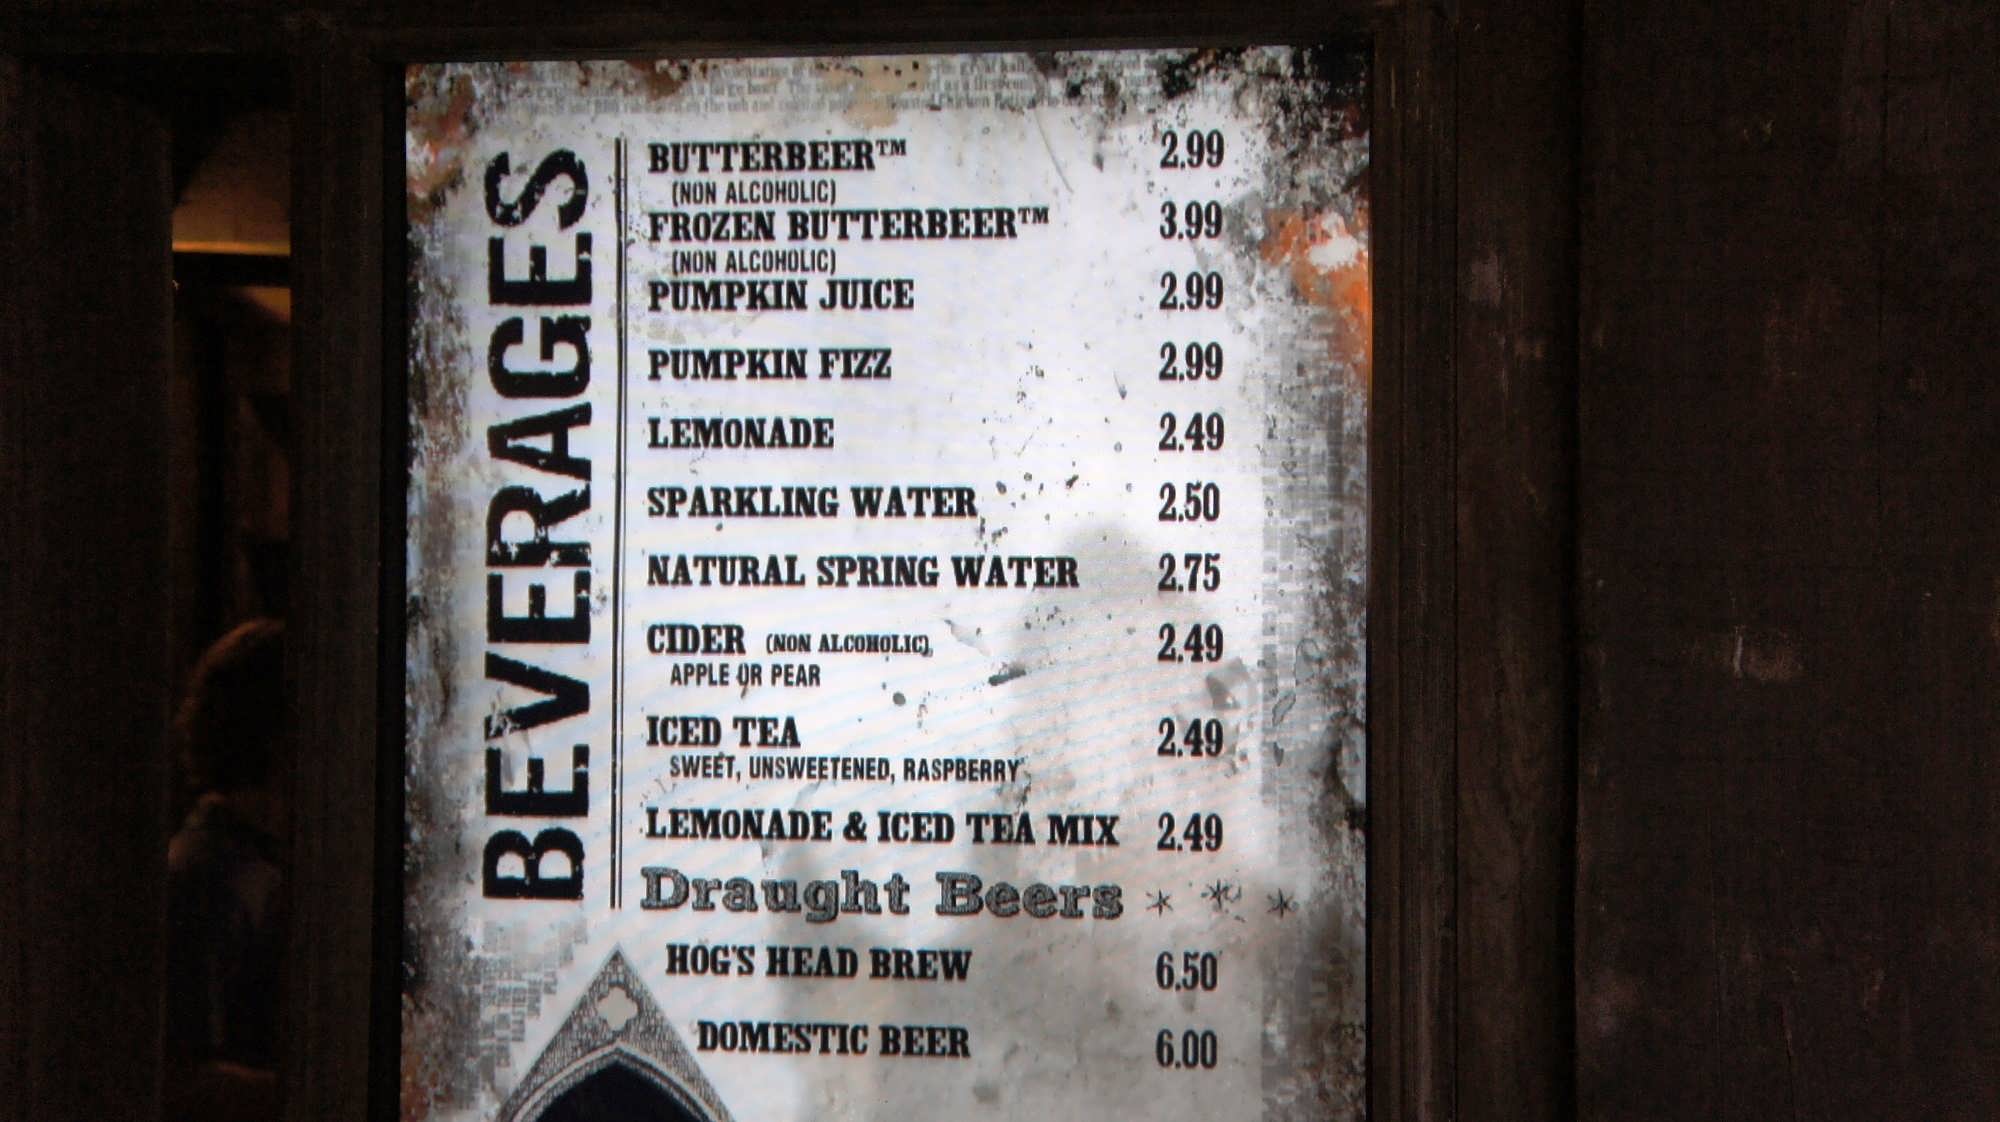 BEVERAGES
BUTTERBEER™ 2.99
(NON ALCOHOLIC)
FROZEN BUTTERBEER™ 3.99
(NON ALCOHOLIC)
PUMPKIN JUICE 2.99
PUMPKIN FIZZ 2.99
LEMONADE 2.49
SPARKLING WATER 2.50
NATURAL SPRING WATER 2.75
CIDER (NON ALCOHOLIC) 2.49
APPLE OR PEAR
ICED TEA 2.49
SWEET, UNSWEETENED, RASPBERRY
LEMONADE & ICED TEA MIX 2.49
Draught Beers
HOG'S HEAD BREW 6.50
DOMESTIC BEER 6.00